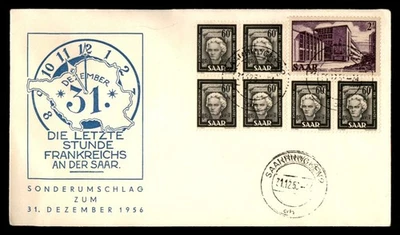 11 12 1 2
10
DEZEMBER
31.
8
DIE LETZTE
STUNDE
FRANKREICHS
AN DER SAAR.
SONDERUMSCHLAG
ZUM
31. DEZEMBER 1956
60 60
SAAR SAAR
SAAR
60 60 60 60
SAAR SAAR SAAR SAAR